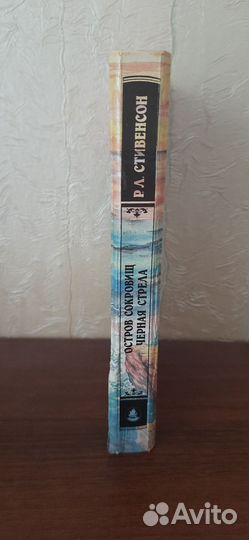 Р.Л. СТИВЕНСОН
ОСТРОВ СОКРОВИЩ
ЧЕРНАЯ СТРЕЛА
Avito